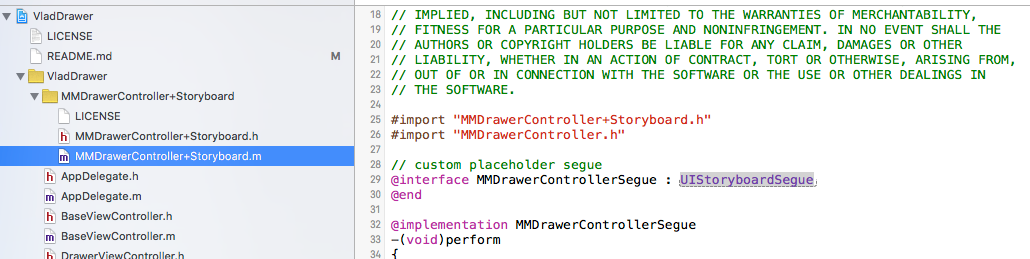 VladDrawer
LICENSE
README.md M
VladDrawer
MMDrawerController+Storyboard
LICENSE
MMDrawerController+Storyboard.h
MMDrawerController+Storyboard.m
AppDelegate.h
AppDelegate.m
BaseViewController.h
BaseViewController.m
DrawerViewController.h
18 // IMPLIED, INCLUDING BUT NOT LIMITED TO THE WARRANTIES OF MERCHANTABILITY,
19 // FITNESS FOR A PARTICULAR PURPOSE AND NONINFRINGEMENT. IN NO EVENT SHALL THE
20 // AUTHORS OR COPYRIGHT HOLDERS BE LIABLE FOR ANY CLAIM, DAMAGES OR OTHER
21 // LIABILITY, WHETHER IN AN ACTION OF CONTRACT, TORT OR OTHERWISE, ARISING FROM,
22 // OUT OF OR IN CONNECTION WITH THE SOFTWARE OR THE USE OR OTHER DEALINGS IN
23 // THE SOFTWARE.
24
25 #import "MMDrawerController+Storyboard.h"
26 #import "MMDrawerController.h"
27
28 // custom placeholder segue
29 @interface MMDrawerControllerSegue : UIStoryboardSegue
30 @end
31
32 @implementation MMDrawerControllerSegue
33 -(void)perform
34 {